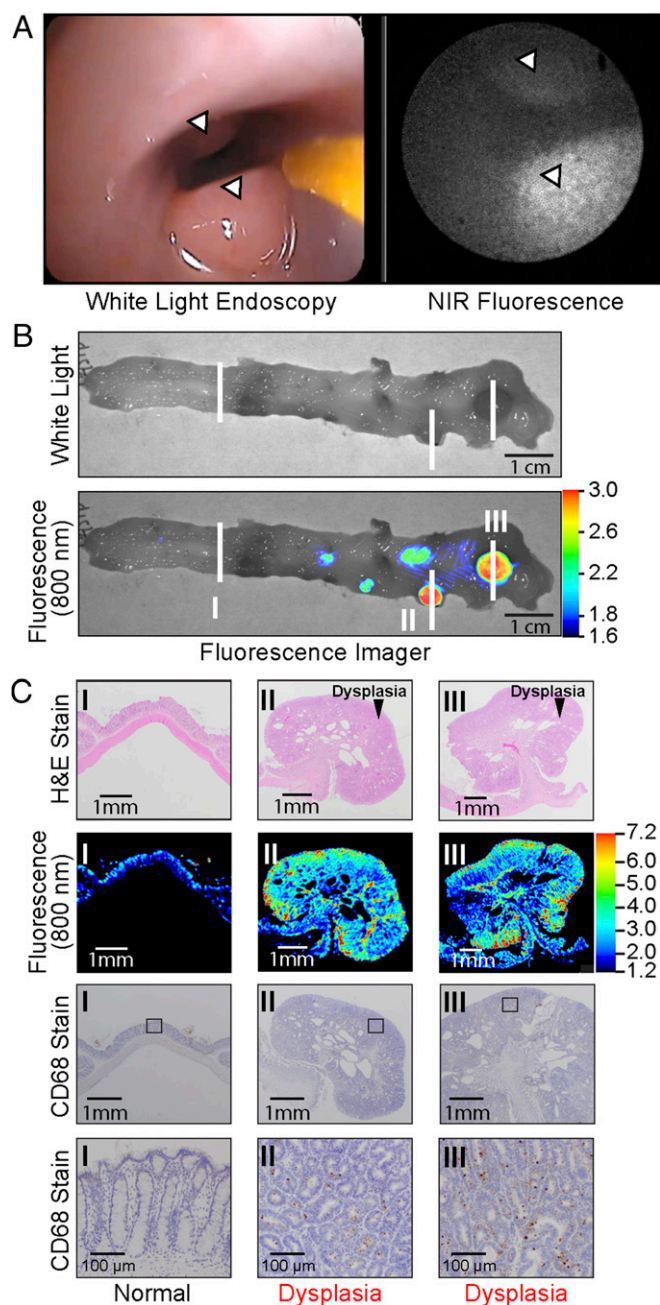 A
White Light Endoscopy
NIR Fluorescence
B
White Light
1 cm
Fluorescence
(800 nm)
I
II
III
1 cm
3.0
2.6
2.2
1.8
1.6
Fluorescence Imager
C
H&E Stain
I
1mm
II
Dysplasia
1mm
III
Dysplasia
1mm
Fluorescence
(800 nm)
I
1mm
II
1mm
III
1mm
7.2
6.0
5.0
4.0
3.0
2.0
1.2
CD68 Stain
I
1mm
II
1mm
III
1mm
CD68 Stain
I
100 µm
II
100 µm
III
100 µm
Normal
Dysplasia
Dysplasia